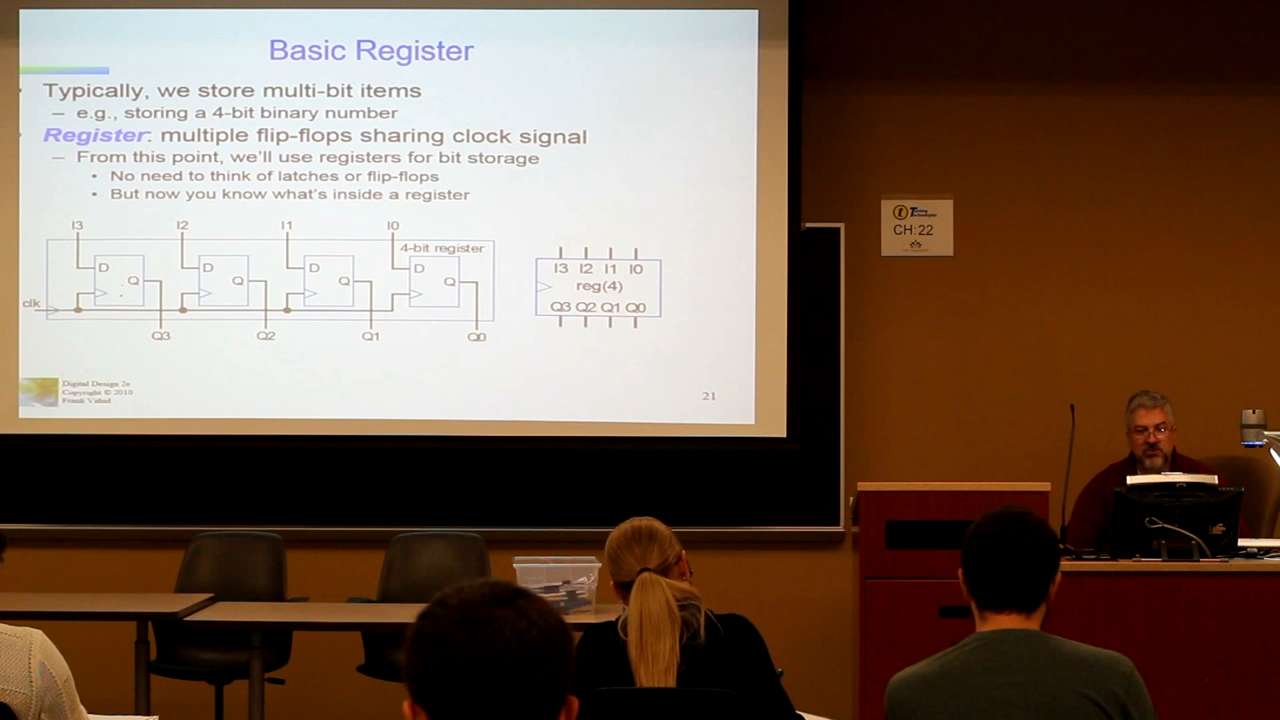 Basic Register
Typically, we store multi-bit items
– e.g., storing a 4-bit binary number
Register: multiple flip-flops sharing clock signal
– From this point, we'll use registers for bit storage
• No need to think of latches or flip-flops
• But now you know what's inside a register
I3 I2 I1 I0
4-bit register
D D D D
Q Q Q Q
clk
Q3 Q2 Q1 Q0
I3 I2 I1 I0
reg(4)
Q3 Q2 Q1 Q0
Digital Design 2e
Copyright © 2010
Frank Vahid
21
CH:22